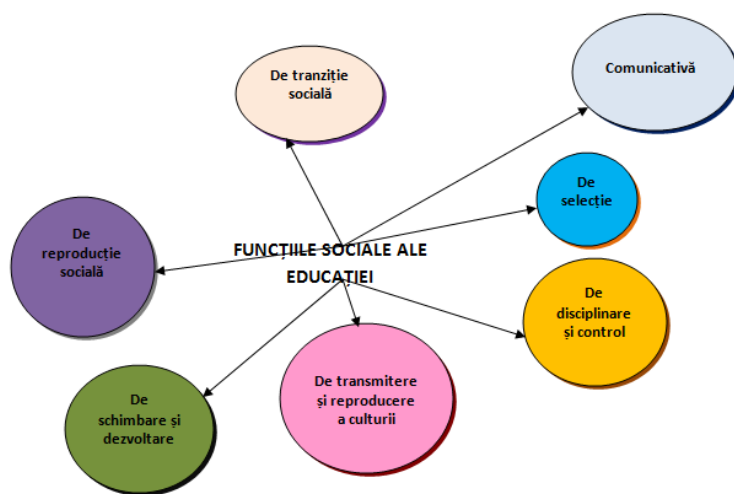 De tranziție
socială
Comunicativă
De
selecție
De
reproducție
socială
FUNCȚIILE SOCIALE ALE
EDUCAȚIEI
De
disciplinare
și control
De transmitere
și reproducere
a culturii
De
schimbare și
dezvoltare